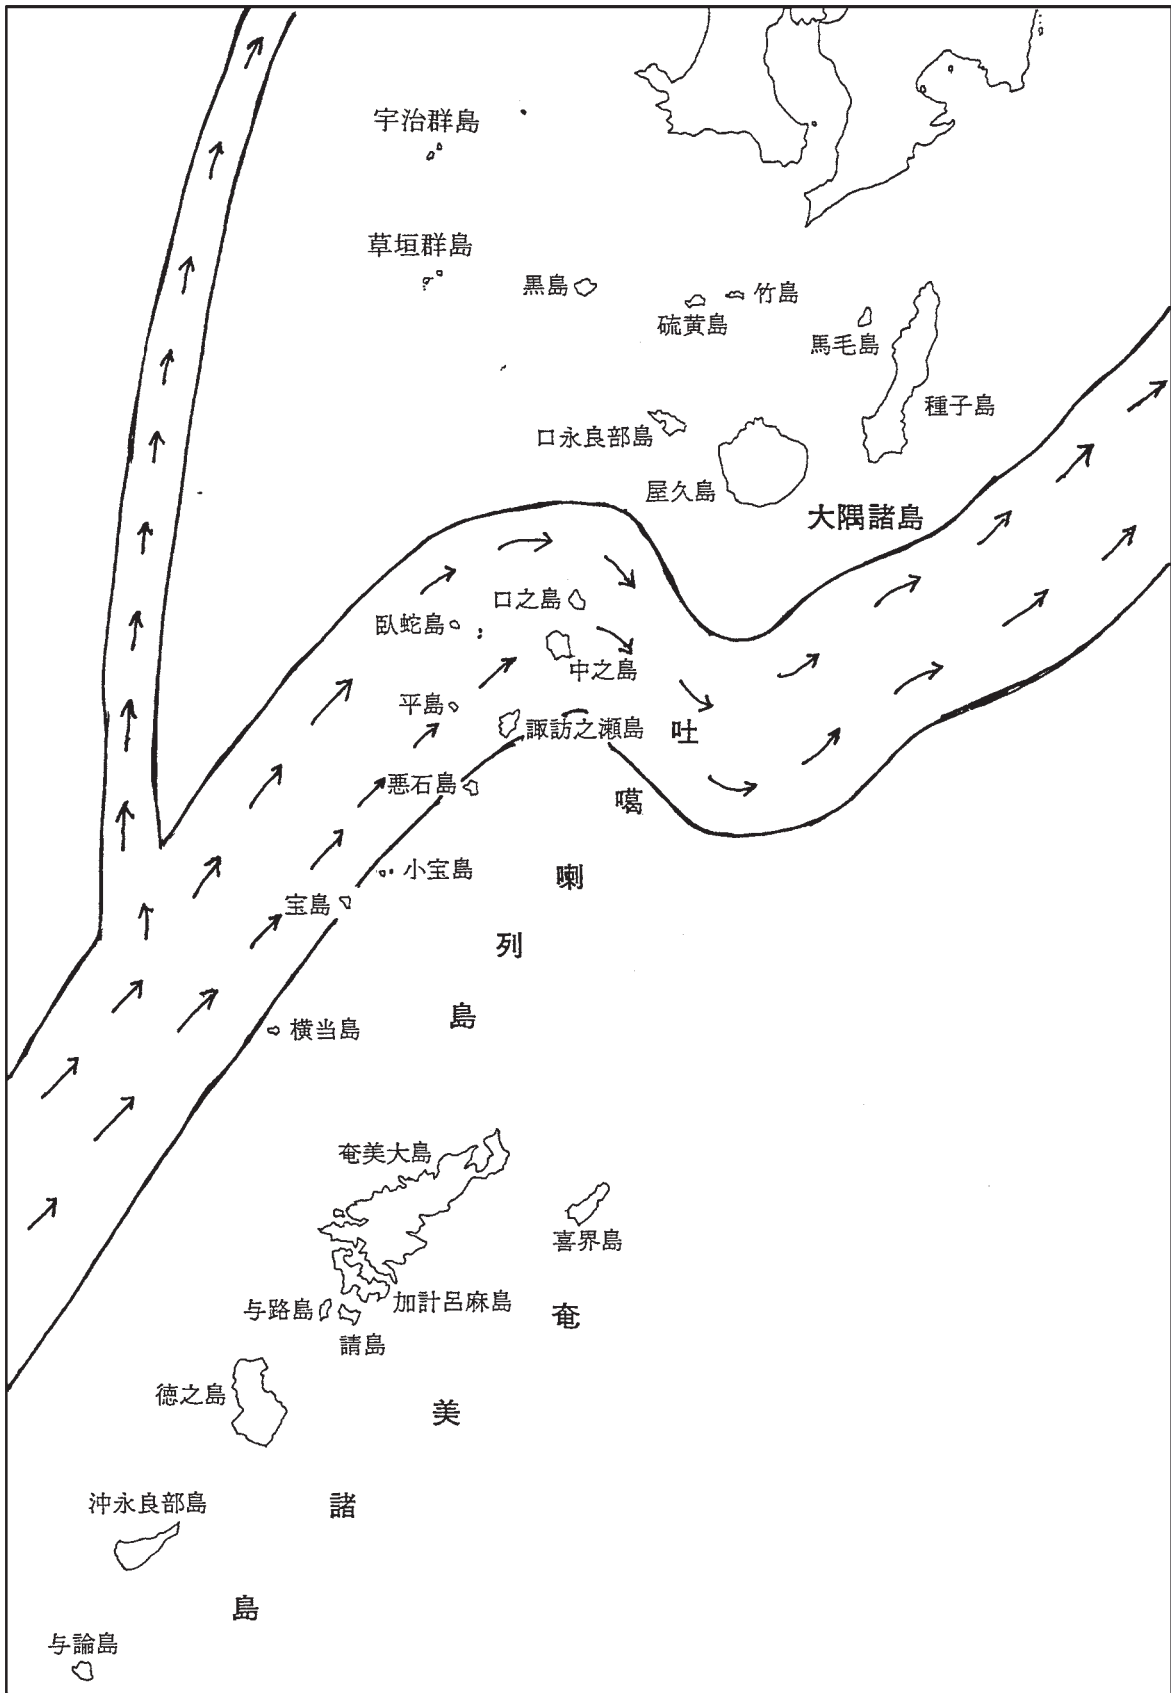 宇治群島
草垣群島
黒島
硫黄島
竹島
馬毛島
種子島
口永良部島
屋久島
大隅諸島
口之島
臥蛇島
中之島
平島
諏訪之瀬島
悪石島
小宝島
宝島
横当島
吐噶喇列島
奄美大島
喜界島
加計呂麻島
与路島
請島
徳之島
沖永良部島
与論島
奄美諸島